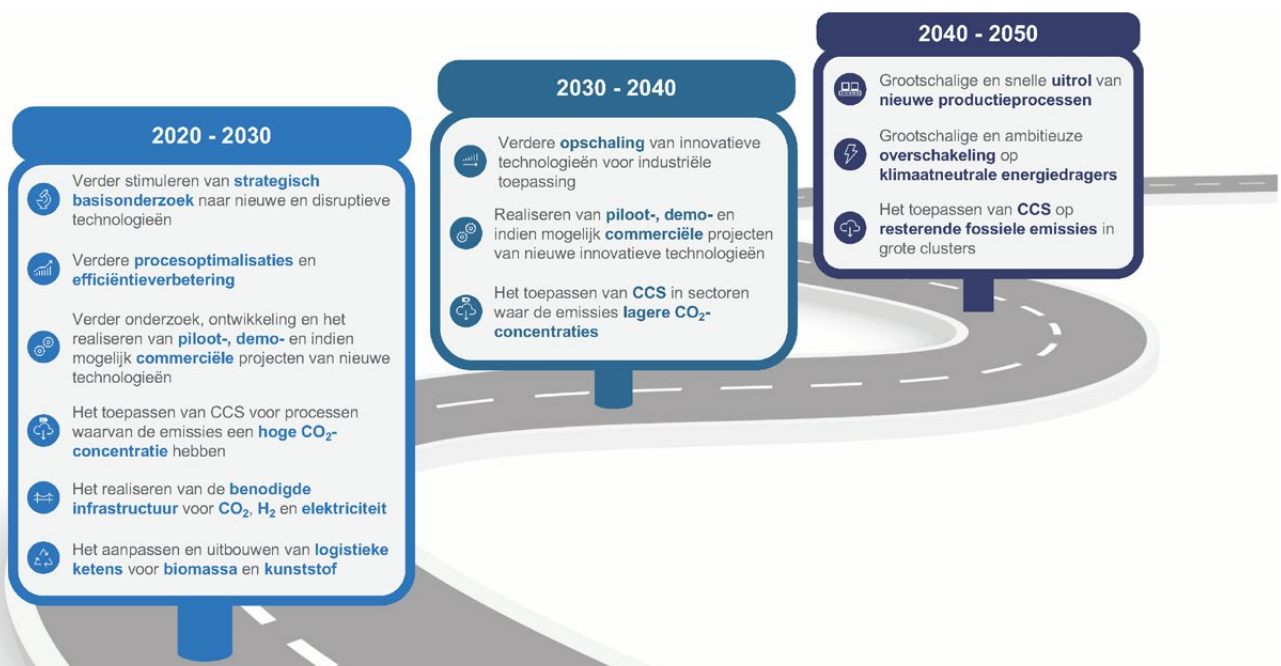 2020 - 2030
Verder stimuleren van strategisch
basisonderzoek naar nieuwe en disruptieve
technologieën
Verdere procesoptimalisaties en
efficiëntieverbetering
Verder onderzoek, ontwikkeling en het
realiseren van piloot-, demo- en indien
mogelijk commerciële projecten van nieuwe
technologieën
Het toepassen van CCS voor processen
waarvan de emissies een hoge CO₂-
concentratie hebben
Het realiseren van de benodigde
infrastructuur voor CO₂, H₂ en elektriciteit
Het aanpassen en uitbouwen van logistieke
ketens voor biomassa en kunststof
2030 - 2040
Verdere opschaling van innovatieve
technologieën voor industriële
toepassing
Realiseren van piloot-, demo- en
indien mogelijk commerciële projecten
van nieuwe innovatieve technologieën
Het toepassen van CCS in sectoren
waar de emissies lagere CO₂-
concentraties
2040 - 2050
Grootschalige en snelle uitrol van
nieuwe productieprocessen
Grootschalige en ambitieuze
overschakeling op
klimaatneutrale energiedragers
Het toepassen van CCS op
resterende fossiele emissies in
grote clusters